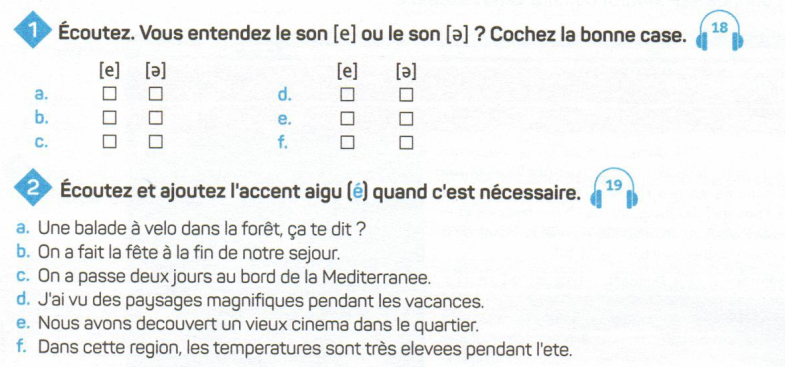 1 Écoutez. Vous entendez le son [e] ou le son [ə] ? Cochez la bonne case. 18
[e] [ə] [e] [ə]
a. ☐ ☐ d. ☐ ☐
b. ☐ ☐ e. ☐ ☐
c. ☐ ☐ f. ☐ ☐
2 Écoutez et ajoutez l'accent aigu (é) quand c'est nécessaire. 19
a. Une balade à velo dans la forêt, ça te dit ?
b. On a fait la fête à la fin de notre sejour.
c. On a passe deux jours au bord de la Mediterranee.
d. J'ai vu des paysages magnifiques pendant les vacances.
e. Nous avons decouvert un vieux cinema dans le quartier.
f. Dans cette region, les temperatures sont très elevees pendant l'ete.